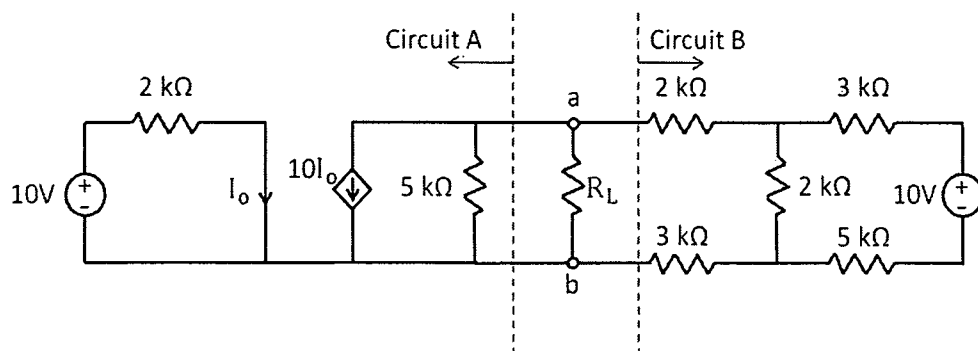 Circuit A
Circuit B
2 kΩ
a
2 kΩ
3 kΩ
10V
+
-
I₀
10I₀
5 kΩ
R_L
2 kΩ
10V
+
-
3 kΩ
5 kΩ
b